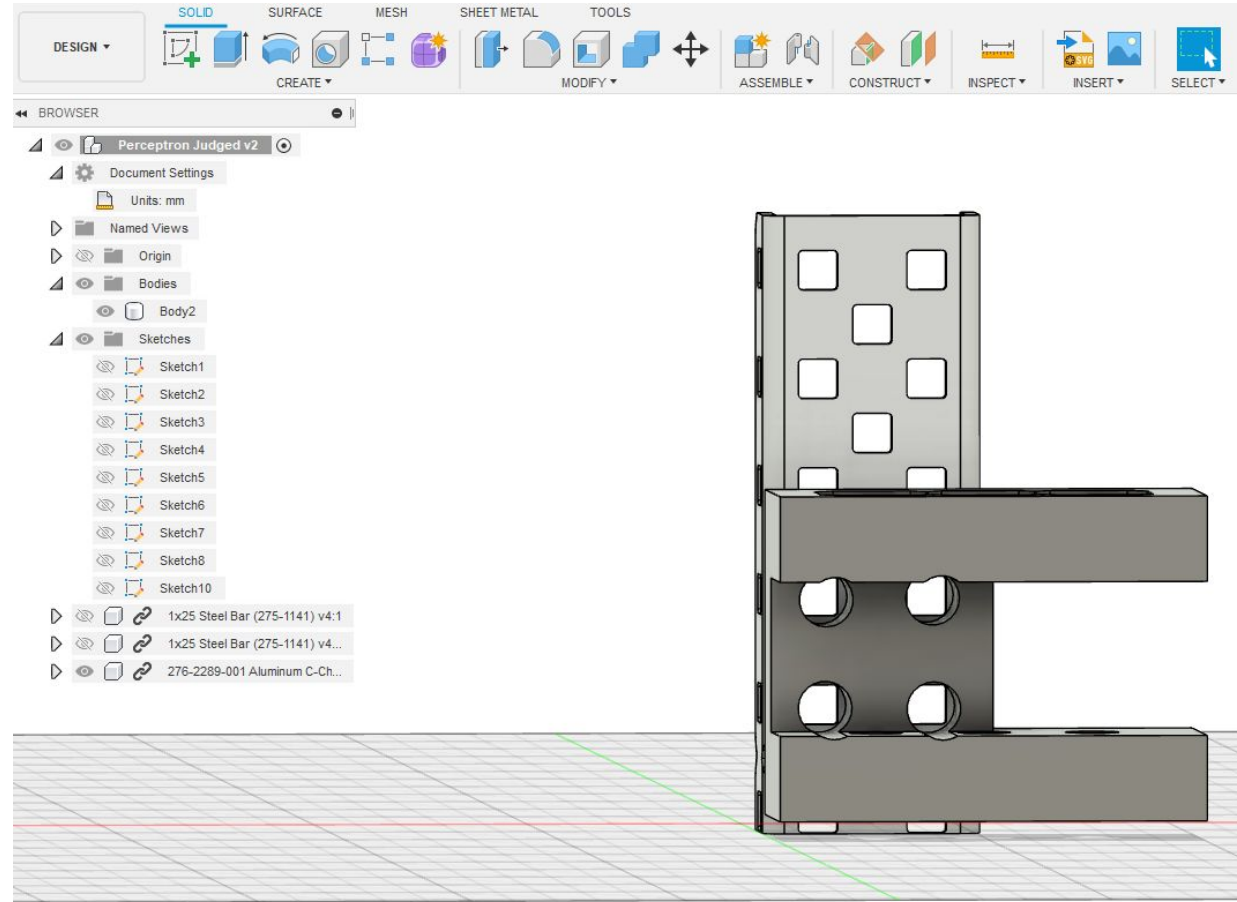 SOLID SURFACE MESH SHEET METAL TOOLS
DESIGN ▾
CREATE ▾ MODIFY ▾ ASSEMBLE ▾ CONSTRUCT ▾ INSPECT ▾ INSERT ▾ SELECT ▾
SVG
BROWSER
Perceptron Judged v2
Document Settings
Units: mm
Named Views
Origin
Bodies
Body2
Sketches
Sketch1
Sketch2
Sketch3
Sketch4
Sketch5
Sketch6
Sketch7
Sketch8
Sketch10
1x25 Steel Bar (275-1141) v4:1
1x25 Steel Bar (275-1141) v4...
276-2289-001 Aluminum C-Ch...